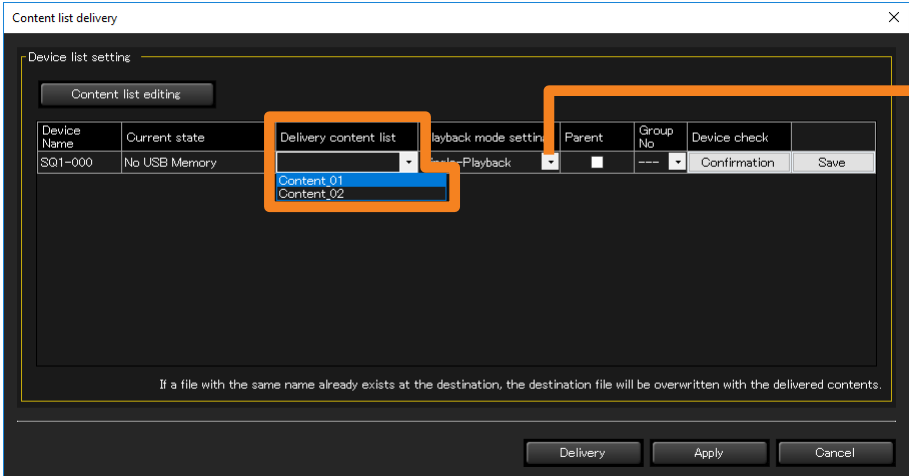 Content list delivery
Device list setting
Content list editing
Device Name Current state Delivery content list layback mode settin Parent Group No Device check
SQ1-000 No USB Memory -Playback --- Confirmation Save
Content_01
Content_02
If a file with the same name already exists at the destination, the destination file will be overwritten with the delivered contents.
Delivery Apply Cancel